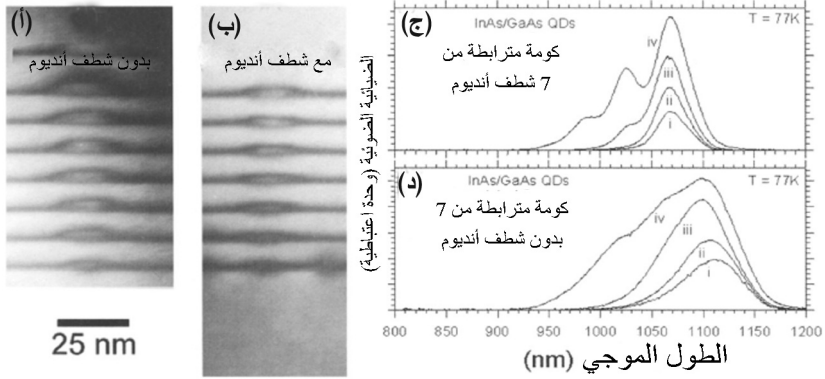 (أ)
بدون شطف أنديوم
25 nm
(ب)
مع شطف أنديوم
الضيائية الضوئية (وحدة اعتباطية)
(ج)
InAs/GaAs QDs
T = 77K
كومة مترابطة من
7 شطف أنديوم
iv
iii
ii
i
(د)
InAs/GaAs QDs
T = 77K
كومة مترابطة من 7
بدون شطف أنديوم
iv
iii
ii
i
800 850 900 950 1000 1050 1100 1150 1200
الطول الموجي (nm)